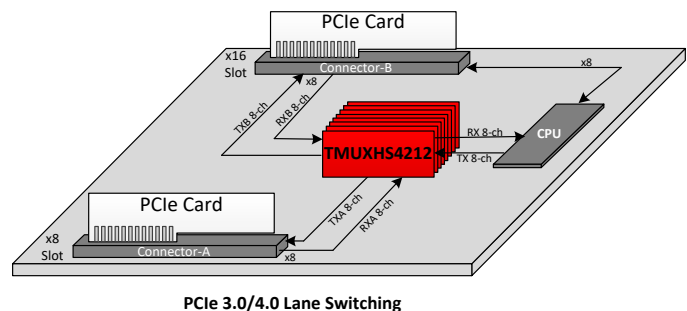 PCIe Card
x16
Slot
Connector-B
x8
x8
TXB 8-ch
RXB 8-ch
TMUXHS4212
RX 8-ch
TX 8-ch
CPU
PCIe Card
TXA 8-ch
RXA 8-ch
x8
Slot
Connector-A
x8
PCIe 3.0/4.0 Lane Switching